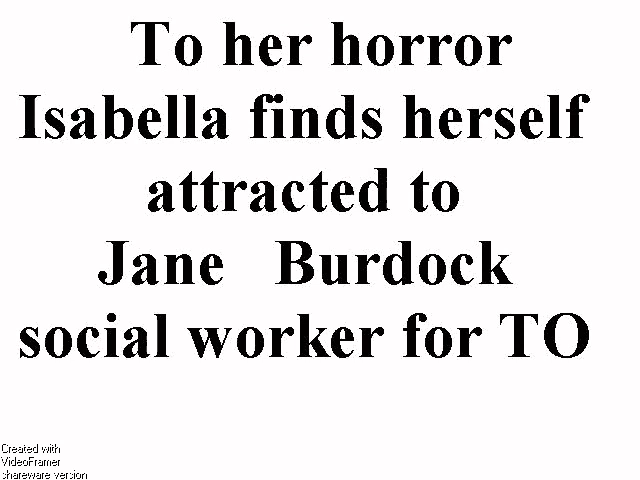 To her horror
Isabella finds herself
attracted to
Jane Burdock
social worker for TO
Created with
VideoFramer
shareware version